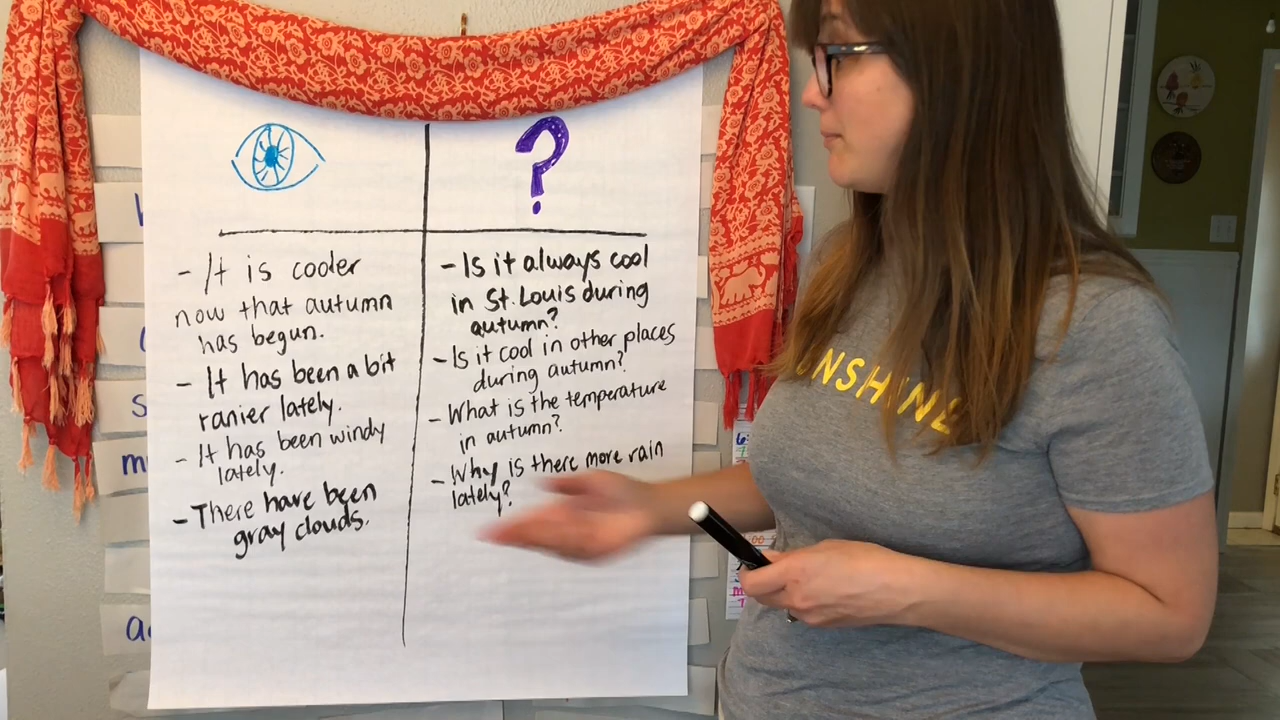 ?
- It is cooler
now that autumn
has begun.
- It has been a bit
ranier lately.
- It has been windy
lately.
- There have been
gray clouds.
- Is it always cool
in St. Louis during
autumn?
- Is it cool in other places
during autumn?
- What is the temperature
in autumn?
- Why is there more rain
lately?
UNSHINE